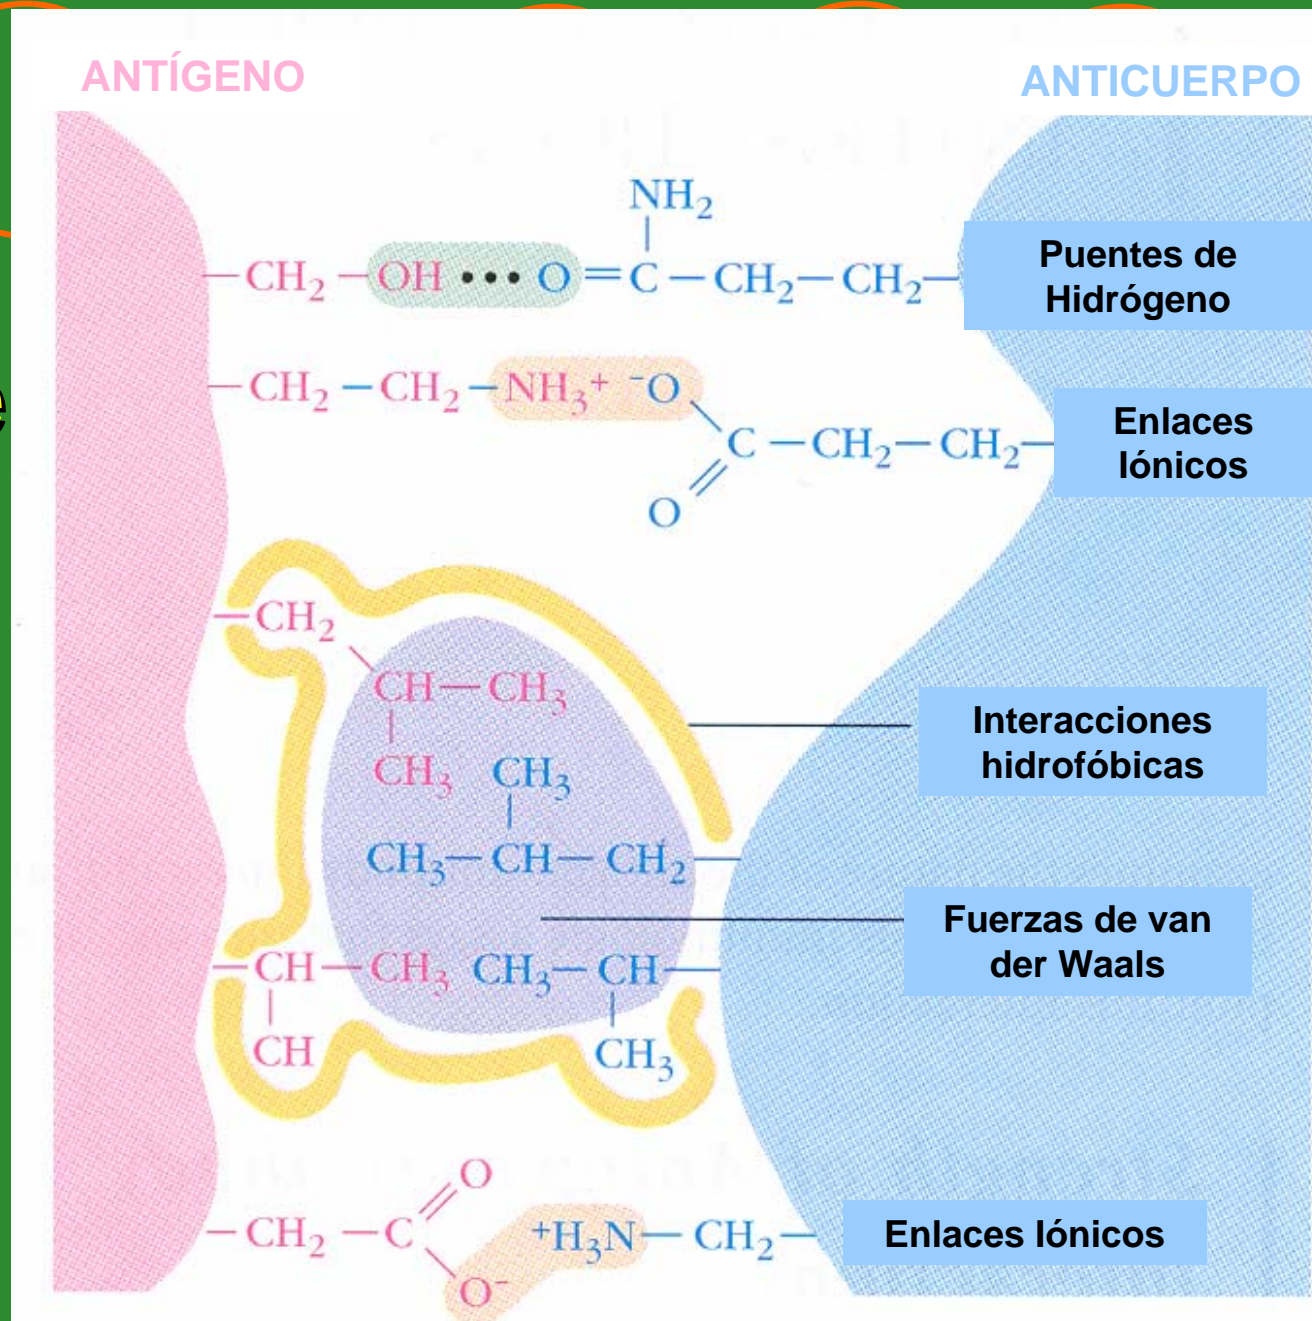 ANTÍGENO
ANTICUERPO
NH₂
—CH₂—OH ••• O=C—CH₂—CH₂—
Puentes de
Hidrógeno
—CH₂—CH₂—NH₃⁺ ⁻O
C—CH₂—CH₂—
O
Enlaces
Iónicos
—CH₂
CH—CH₃
CH₃ CH₃
CH₃—CH—CH₂—
Interacciones
hidrofóbicas
Fuerzas de van
der Waals
—CH—CH₃ CH₃—CH—
CH CH₃
O
—CH₂—C
⁺H₃N—CH₂—
O⁻
Enlaces Iónicos
e